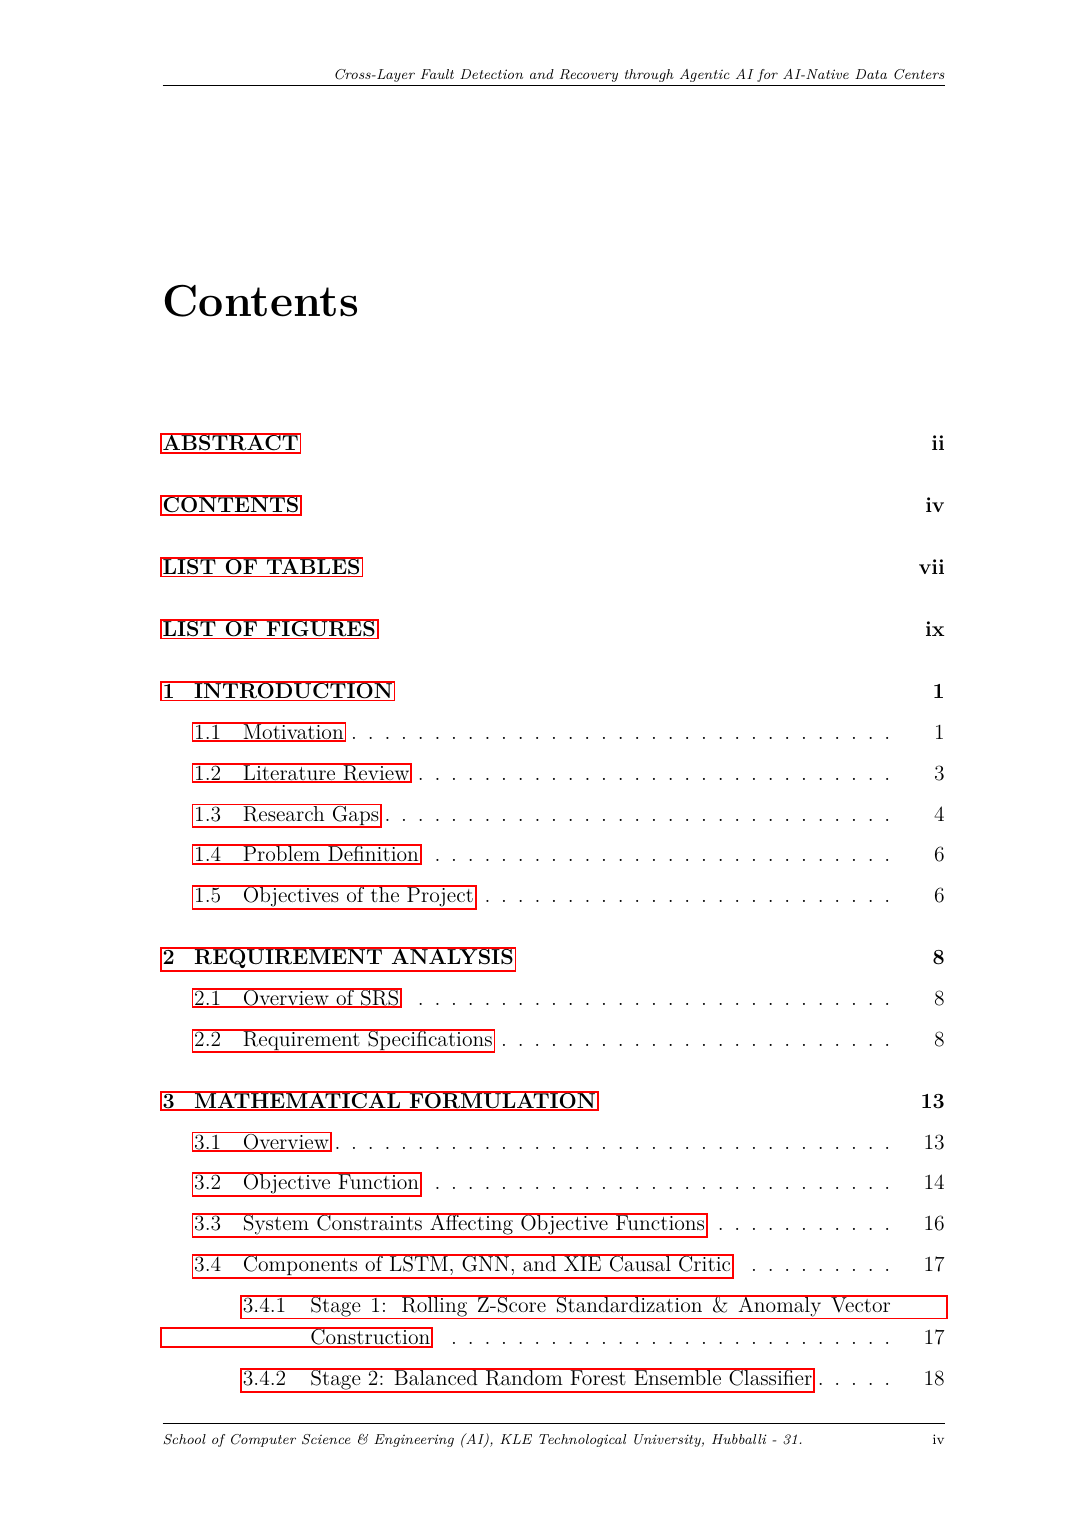 Cross-Layer Fault Detection and Recovery through Agentic AI for AI-Native Data Centers
Contents
ABSTRACT ii
CONTENTS iv
LIST OF TABLES vii
LIST OF FIGURES ix
1 INTRODUCTION 1
1.1 Motivation . . . . . . . . . . . . . . . . . . . . . . . . . . . . . . . . . 1
1.2 Literature Review . . . . . . . . . . . . . . . . . . . . . . . . . . . . . 3
1.3 Research Gaps . . . . . . . . . . . . . . . . . . . . . . . . . . . . . . . 4
1.4 Problem Definition . . . . . . . . . . . . . . . . . . . . . . . . . . . . 6
1.5 Objectives of the Project . . . . . . . . . . . . . . . . . . . . . . . . . 6
2 REQUIREMENT ANALYSIS 8
2.1 Overview of SRS . . . . . . . . . . . . . . . . . . . . . . . . . . . . . 8
2.2 Requirement Specifications . . . . . . . . . . . . . . . . . . . . . . . . 8
3 MATHEMATICAL FORMULATION 13
3.1 Overview . . . . . . . . . . . . . . . . . . . . . . . . . . . . . . . . . . 13
3.2 Objective Function . . . . . . . . . . . . . . . . . . . . . . . . . . . . 14
3.3 System Constraints Affecting Objective Functions . . . . . . . . . . . 16
3.4 Components of LSTM, GNN, and XIE Causal Critic . . . . . . . . . 17
3.4.1 Stage 1: Rolling Z-Score Standardization & Anomaly Vector
Construction . . . . . . . . . . . . . . . . . . . . . . . . . . . 17
3.4.2 Stage 2: Balanced Random Forest Ensemble Classifier . . . . . 18
School of Computer Science & Engineering (AI), KLE Technological University, Hubballi - 31. iv